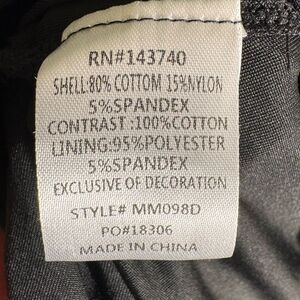 RN#143740
SHELL:80% COTTOM 15%NYLON
5%SPANDEX
CONTRAST :100%COTTON
LINING:95%POLYESTER
5%SPANDEX
EXCLUSIVE OF DECORATION
STYLE# MM098D
PO#18306
MADE IN CHINA